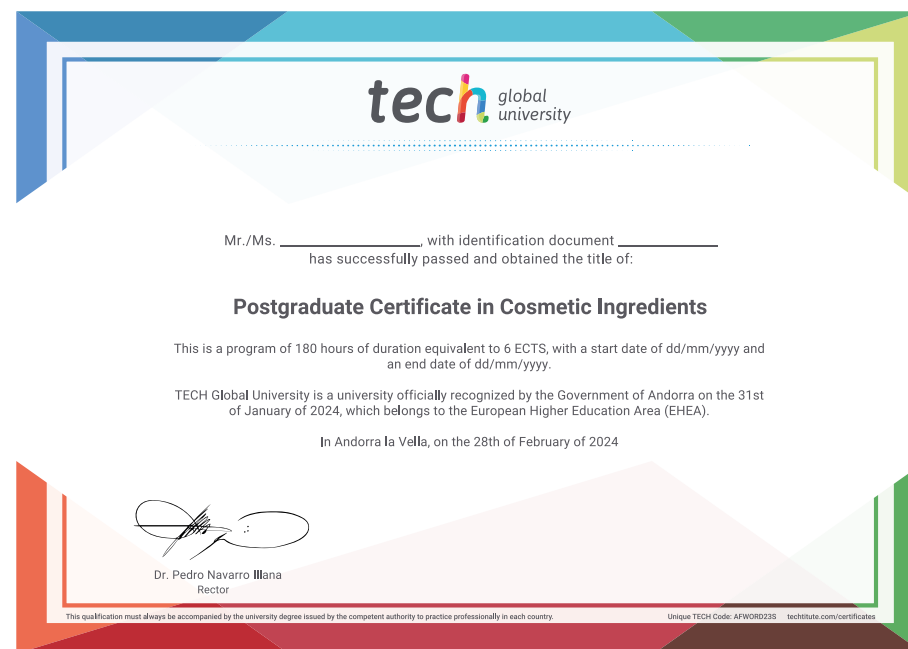 tech global university
Mr./Ms. ____________________, with identification document ______________
has successfully passed and obtained the title of:
Postgraduate Certificate in Cosmetic Ingredients
This is a program of 180 hours of duration equivalent to 6 ECTS, with a start date of dd/mm/yyyy and
an end date of dd/mm/yyyy.
TECH Global University is a university officially recognized by the Government of Andorra on the 31st
of January of 2024, which belongs to the European Higher Education Area (EHEA).
In Andorra la Vella, on the 28th of February of 2024
Dr. Pedro Navarro Illana
Rector
This qualification must always be accompanied by the university degree issued by the competent authority to practice professionally in each country.
Unique TECH Code: AFWORD23S techtitute.com/certificates